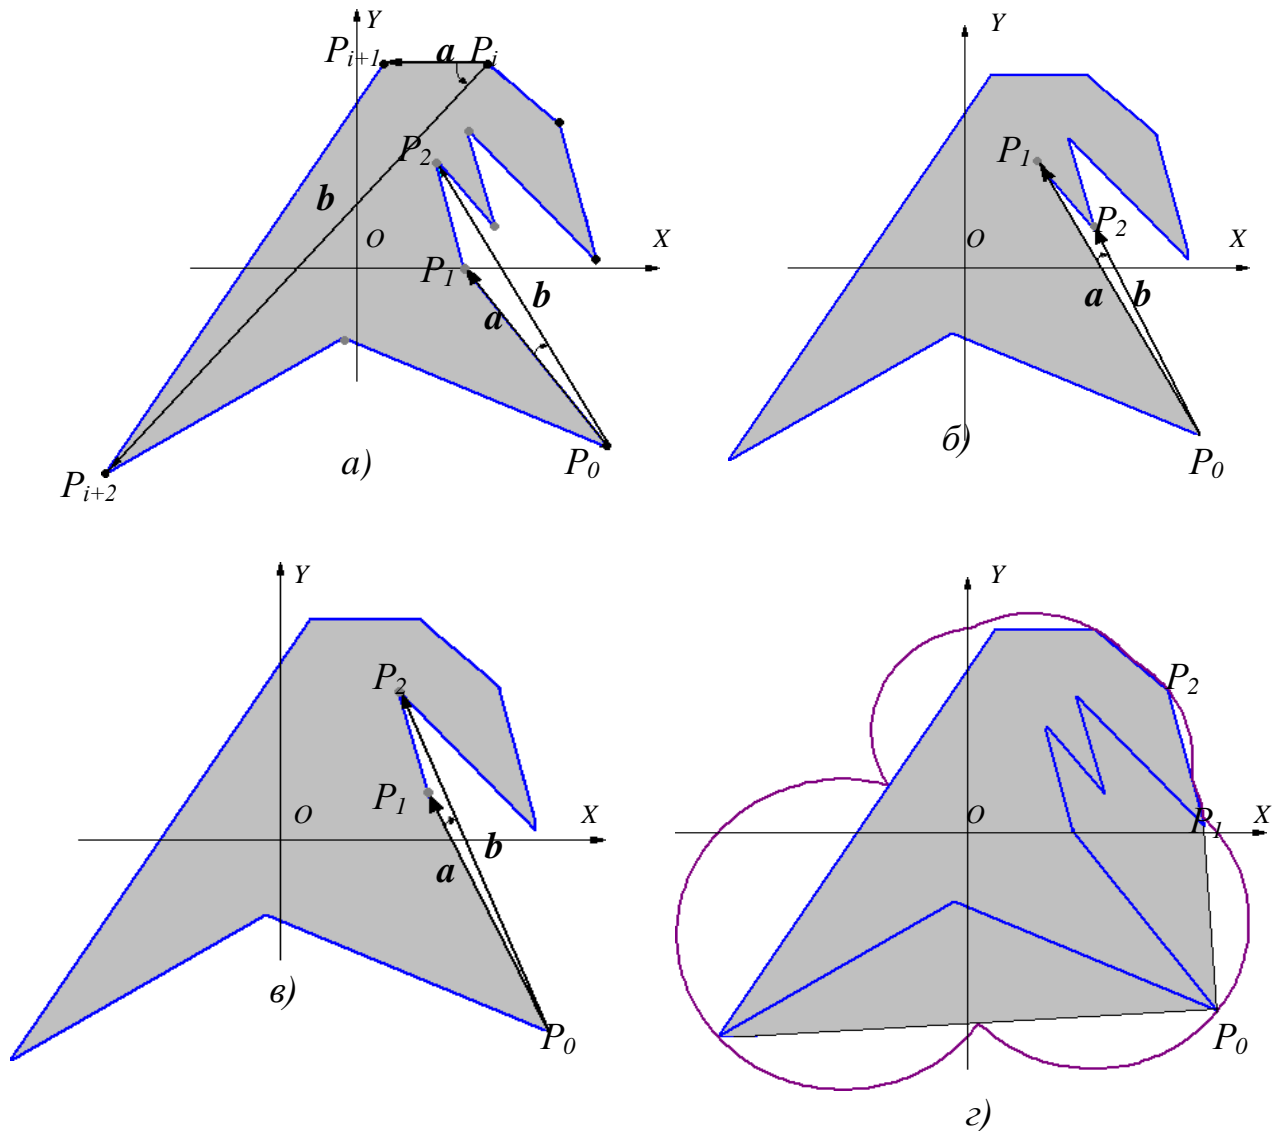 Y
P_{i+1} a P_i
P_2
b
O X
P_1
b
a
P_{i+2} а) P_0
Y
P_1
P_2
O X
a b
б) P_0
Y
P_2
P_1
O X
b
a
в) P_0
Y
P_2
O P_1 X
P_0
г)